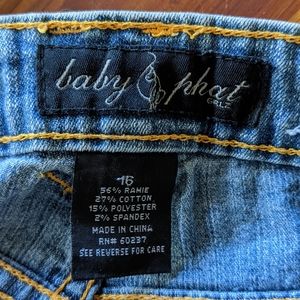 baby phat
GIRLZ
16
56% RAMIE
27% COTTON
15% POLYESTER
2% SPANDEX
MADE IN CHINA
RN# 60237
SEE REVERSE FOR CARE